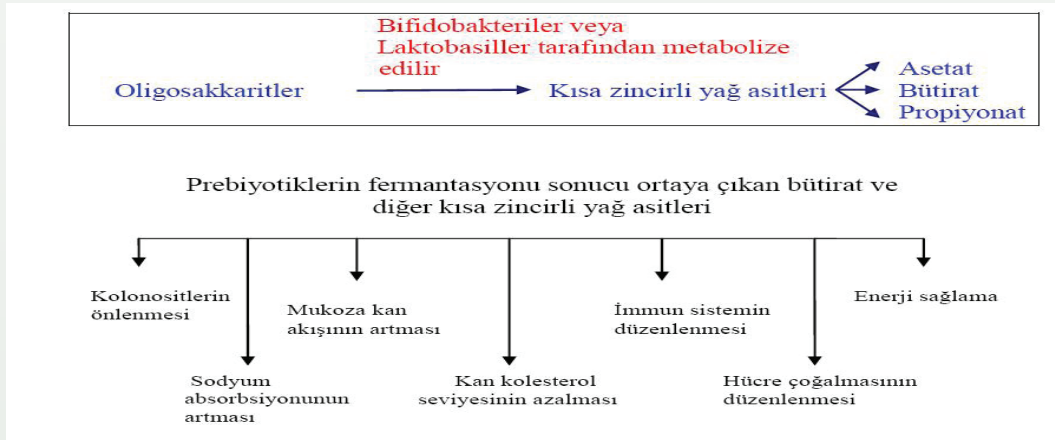 Bifidobakteriler veya
Laktobasiller tarafından metabolize
edilir
Oligosakkaritler
Kısa zincirli yağ asitleri
Asetat
Bütirat
Propiyonat
Prebiyotiklerin fermantasyonu sonucu ortaya çıkan bütirat ve
diğer kısa zincirli yağ asitleri
Kolonositlerin
önlenmesi
Mukoza kan
akışının artması
İmmun sistemin
düzenlenmesi
Enerji sağlama
Sodyum
absorbsiyonunun
artması
Kan kolesterol
seviyesinin azalması
Hücre çoğalmasının
düzenlenmesi